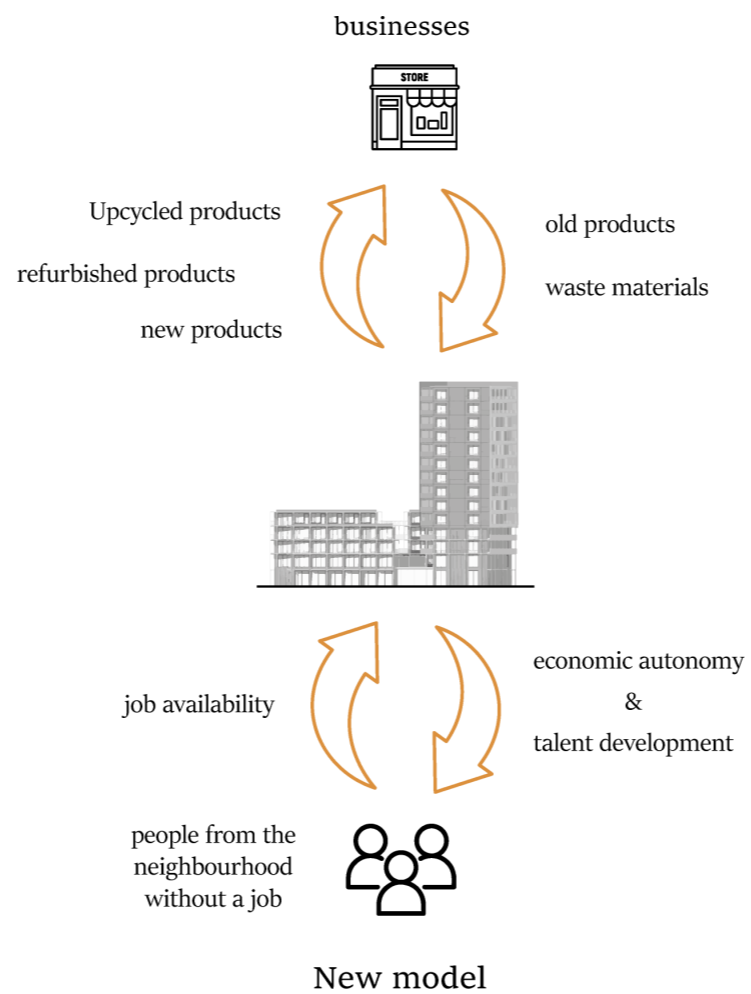 businesses
STORE
Upcycled products
refurbished products
new products
old products
waste materials
job availability
economic autonomy
&
talent development
people from the
neighbourhood
without a job
New model